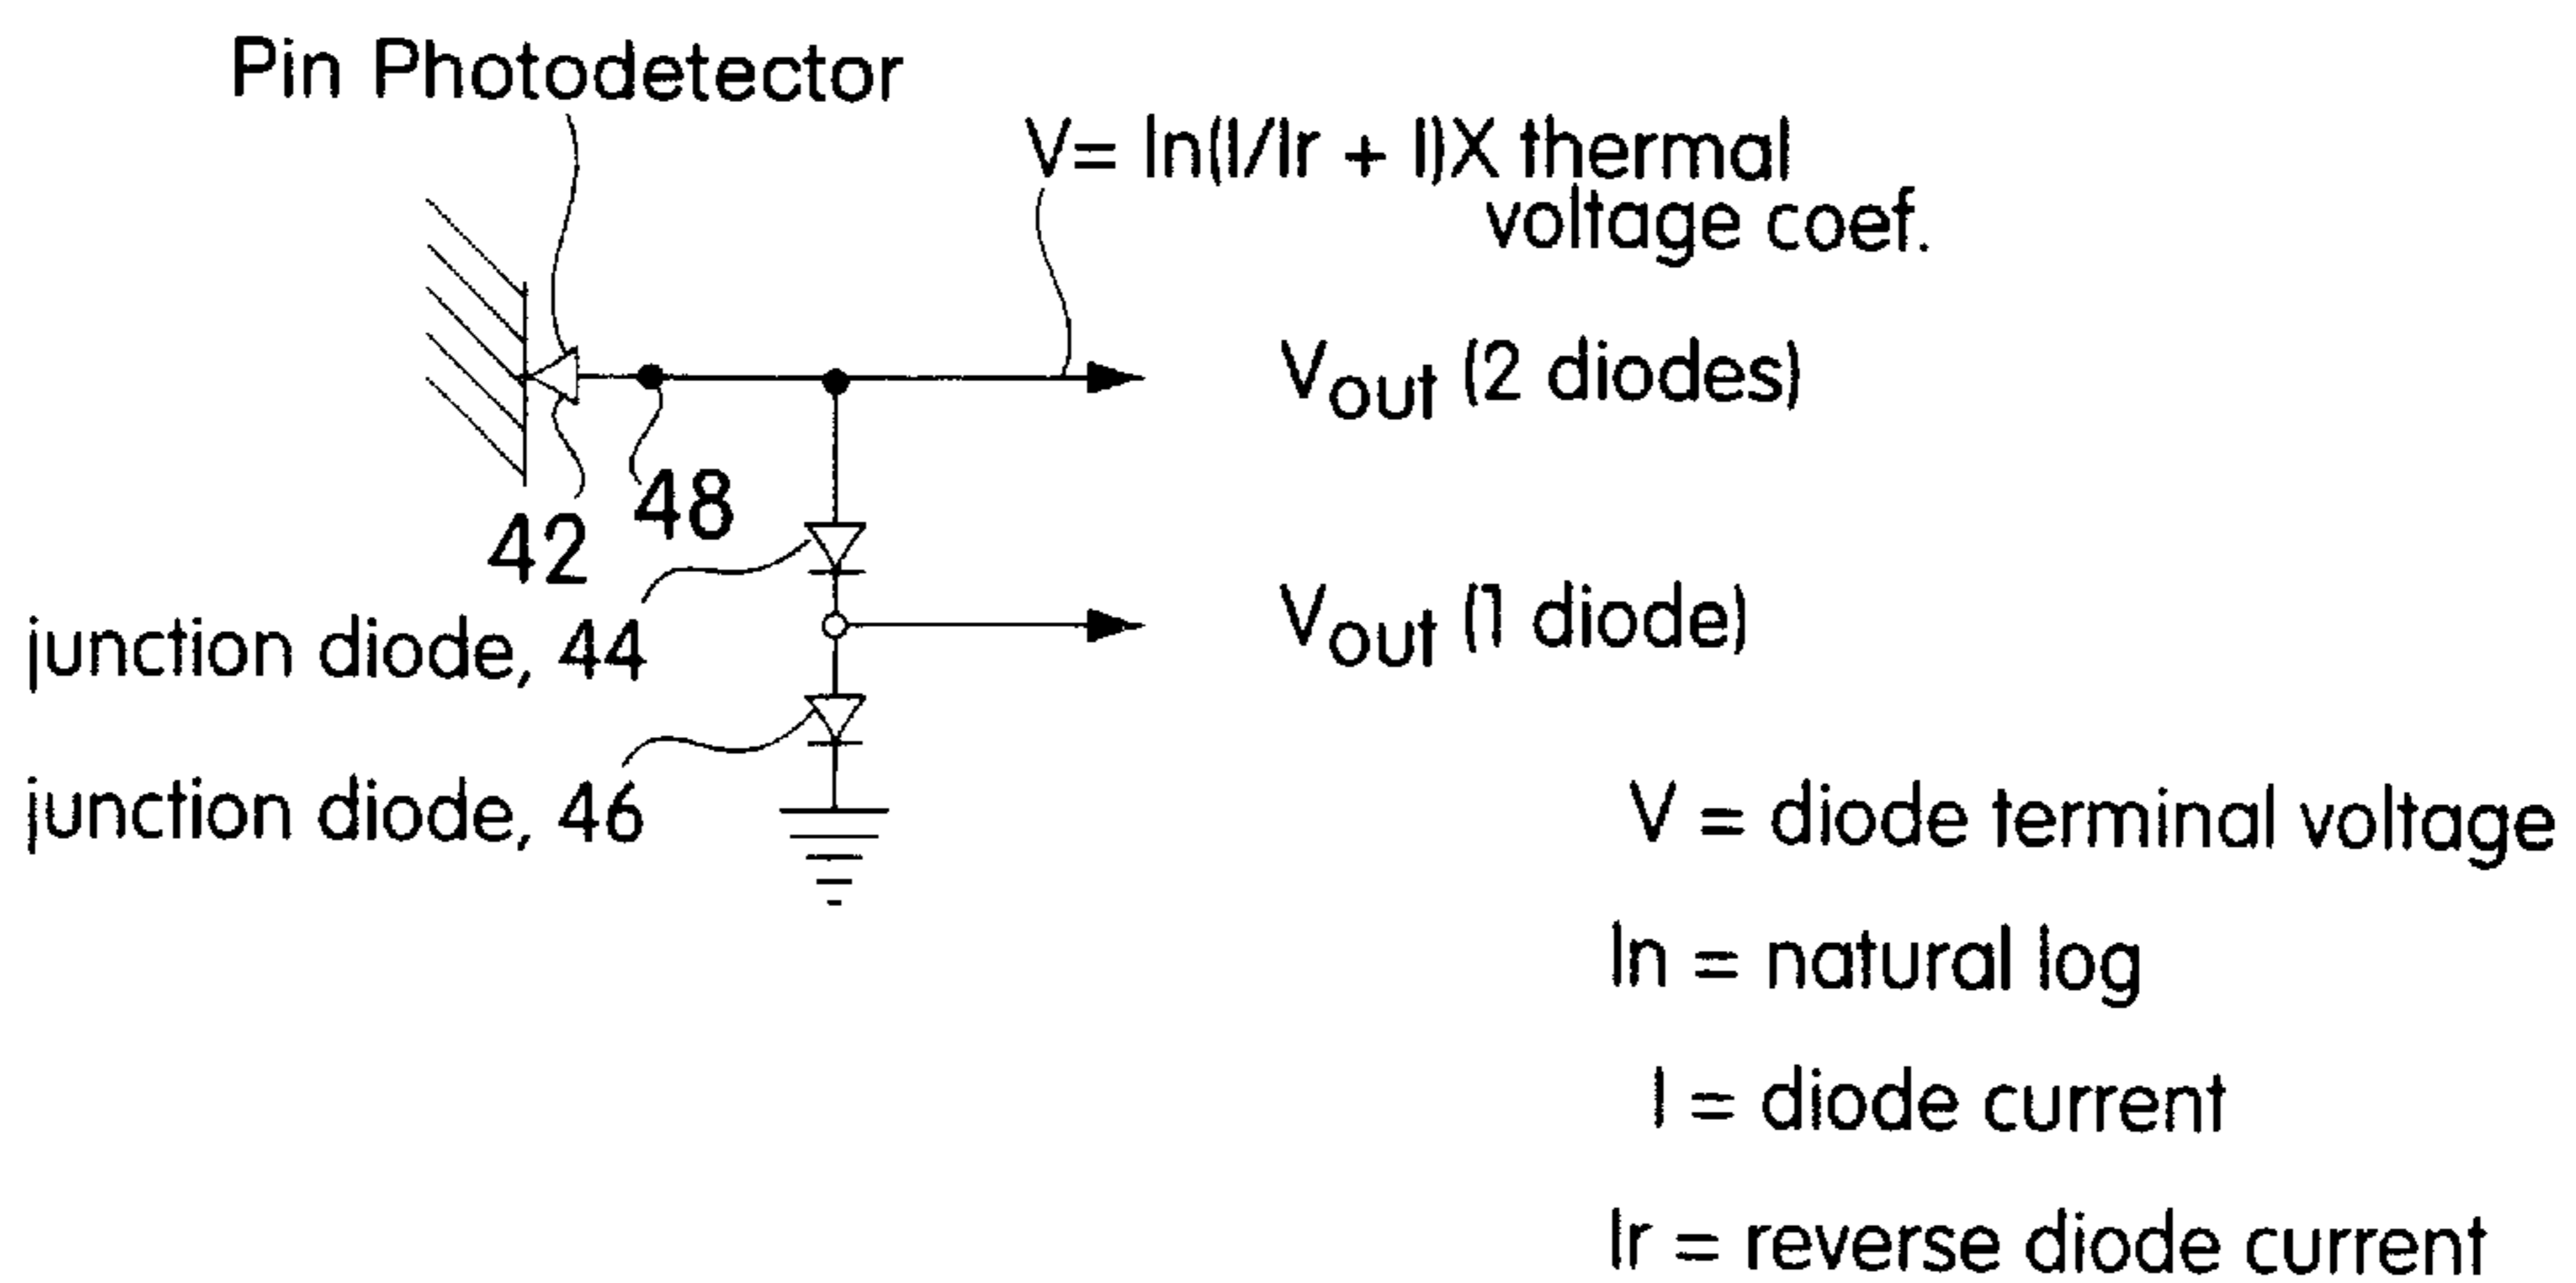 Pin Photodetector
V= ln(I/Ir + I)X thermal
voltage coef.
Vout (2 diodes)
48
42
Vout (1 diode)
junction diode, 44
junction diode, 46
V = diode terminal voltage
ln = natural log
I = diode current
Ir = reverse diode current